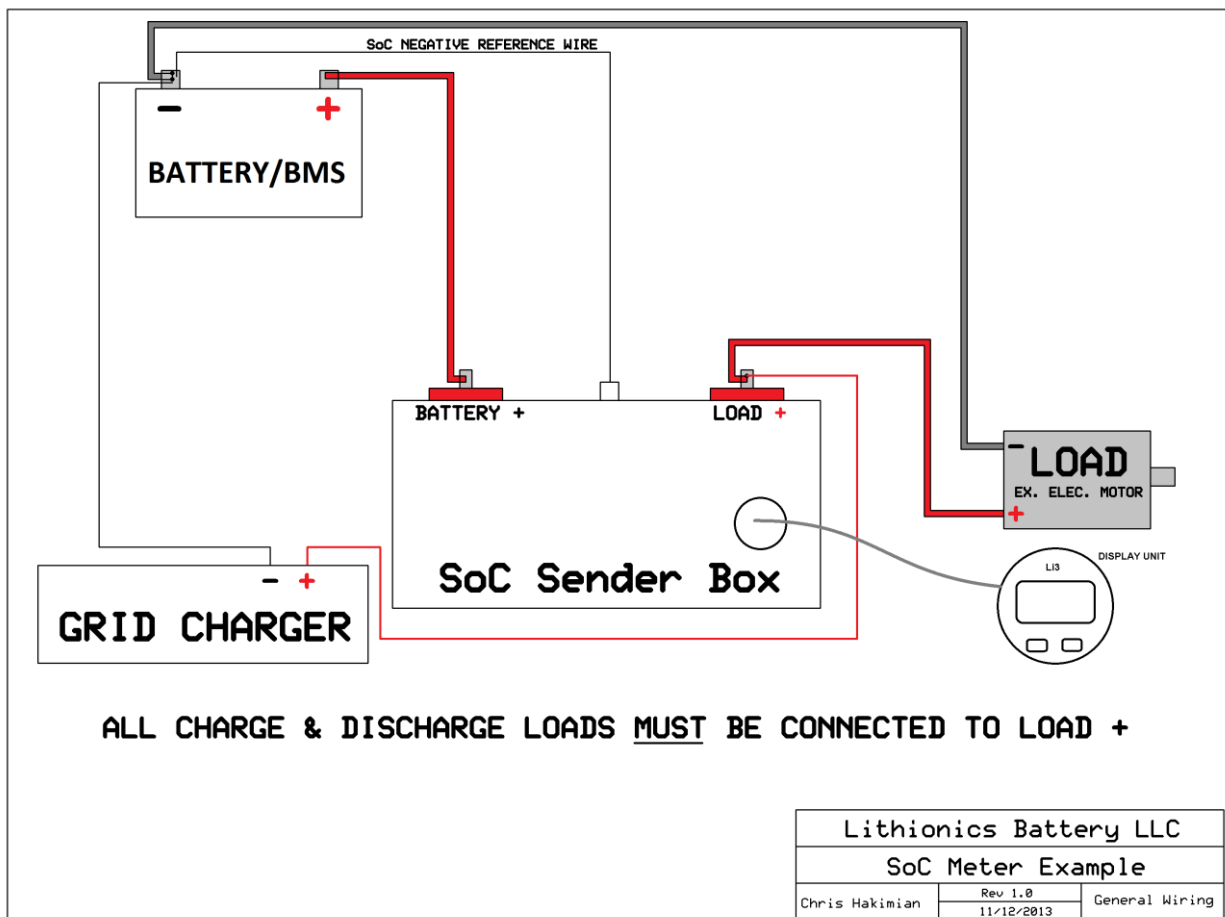 SoC NEGATIVE REFERENCE WIRE
- +
BATTERY/BMS
BATTERY +
LOAD +
-
LOAD
EX. ELEC. MOTOR
+
SoC Sender Box
DISPLAY UNIT
Li3
- +
GRID CHARGER
ALL CHARGE & DISCHARGE LOADS MUST BE CONNECTED TO LOAD +
Lithionics Battery LLC
SoC Meter Example
Chris Hakimian
Rev 1.0
11/12/2013
General Wiring